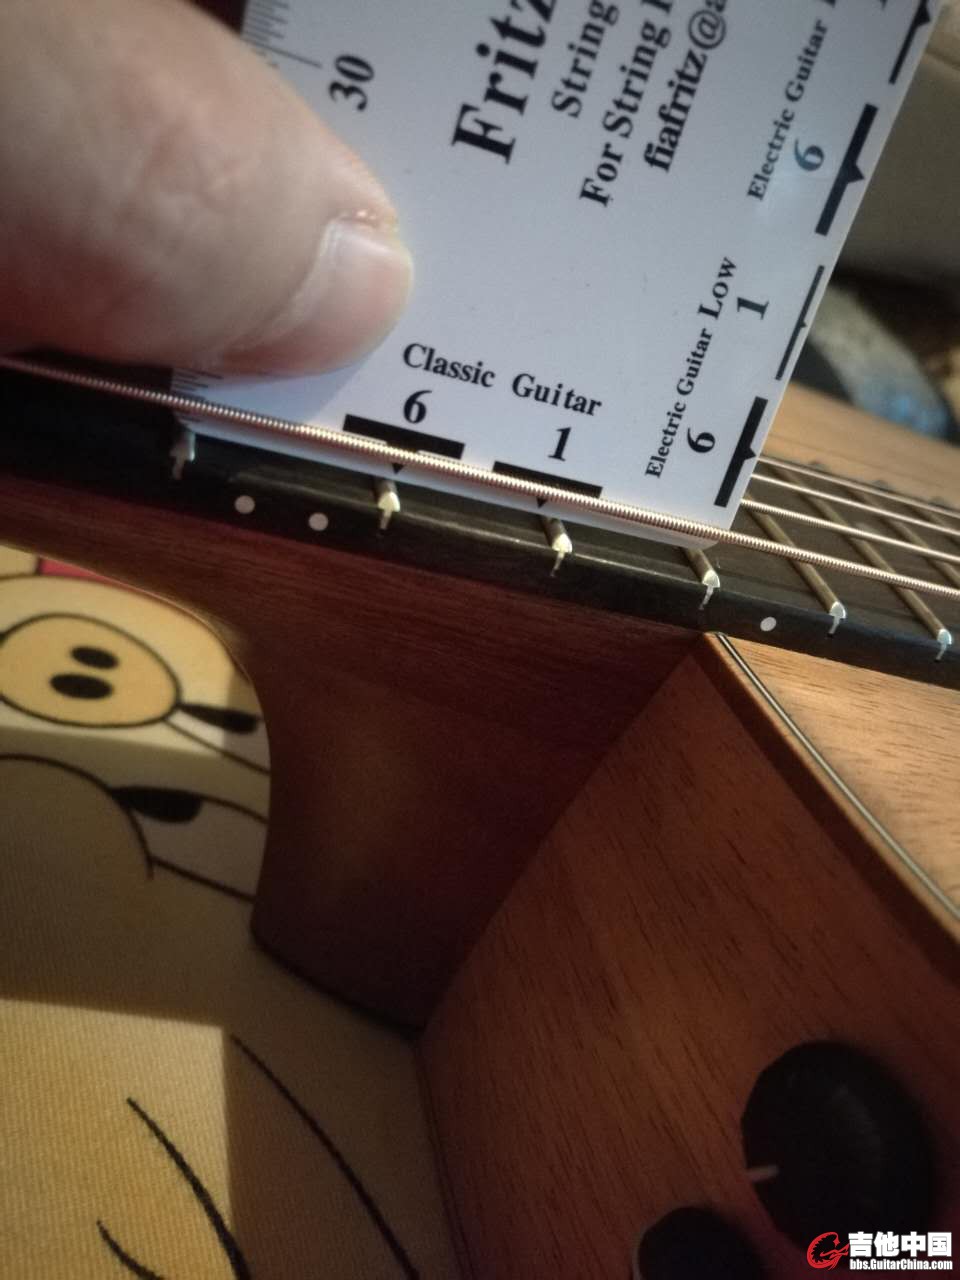 30
Fritz
String
For String
fiafritz@a
Electric Guitar
6
Electric Guitar Low
6 1
Classic Guitar
6 1
吉他中国
bbs.GuitarChina.com